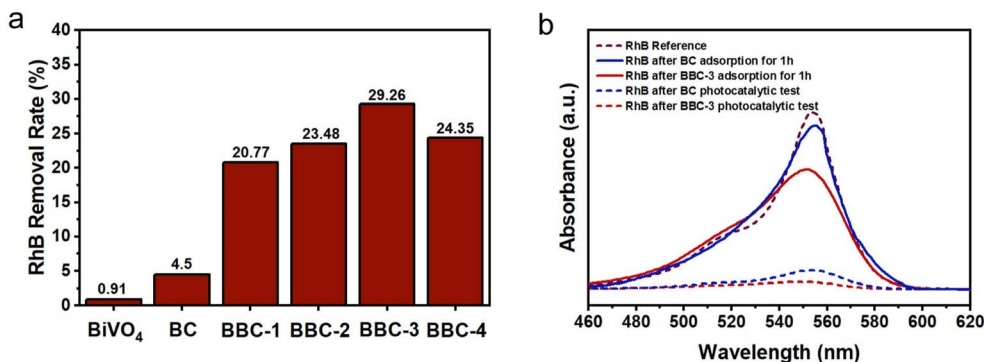 a
RhB Removal Rate (%)
40
35
30
25
20
15
10
5
0
0.91
4.5
20.77
23.48
29.26
24.35
BiVO₄ BC BBC-1 BBC-2 BBC-3 BBC-4
b
Absorbance (a.u.)
RhB Reference
RhB after BC adsorption for 1h
RhB after BBC-3 adsorption for 1h
RhB after BC photocatalytic test
RhB after BBC-3 photocatalytic test
460 480 500 520 540 560 580 600 620
Wavelength (nm)